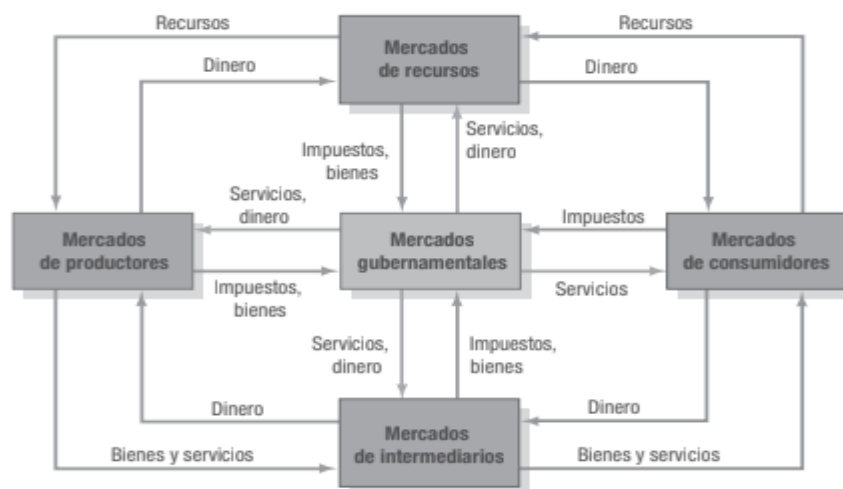 Recursos
Recursos
Mercados
de recursos
Dinero
Dinero
Impuestos,
bienes
Servicios,
dinero
Servicios,
dinero
Impuestos
Mercados
de productores
Mercados
gubernamentales
Mercados
de consumidores
Impuestos,
bienes
Servicios
Servicios,
dinero
Impuestos,
bienes
Dinero
Dinero
Mercados
de intermediarios
Bienes y servicios
Bienes y servicios